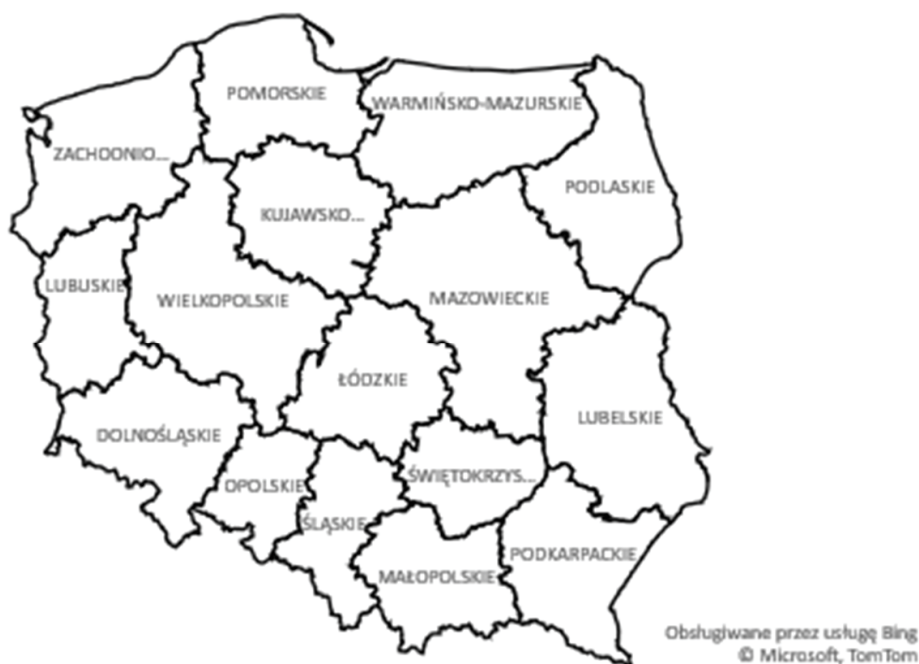 POMORSKIE
WARMIŃSKO-MAZURSKIE
ZACHODNIO...
PODLASKIE
KUJAWSKO...
LUBUSKIE
WIELKOPOLSKIE
MAZOWIECKIE
ŁÓDZKIE
LUBELSKIE
DOLNOŚLĄSKIE
ŚWIĘTOKRZYS...
OPOLSKIE
ŚLĄSKIE
PODKARPACKIE
MAŁOPOLSKIE
Obsługiwane przez usługę Bing
© Microsoft, TomTom